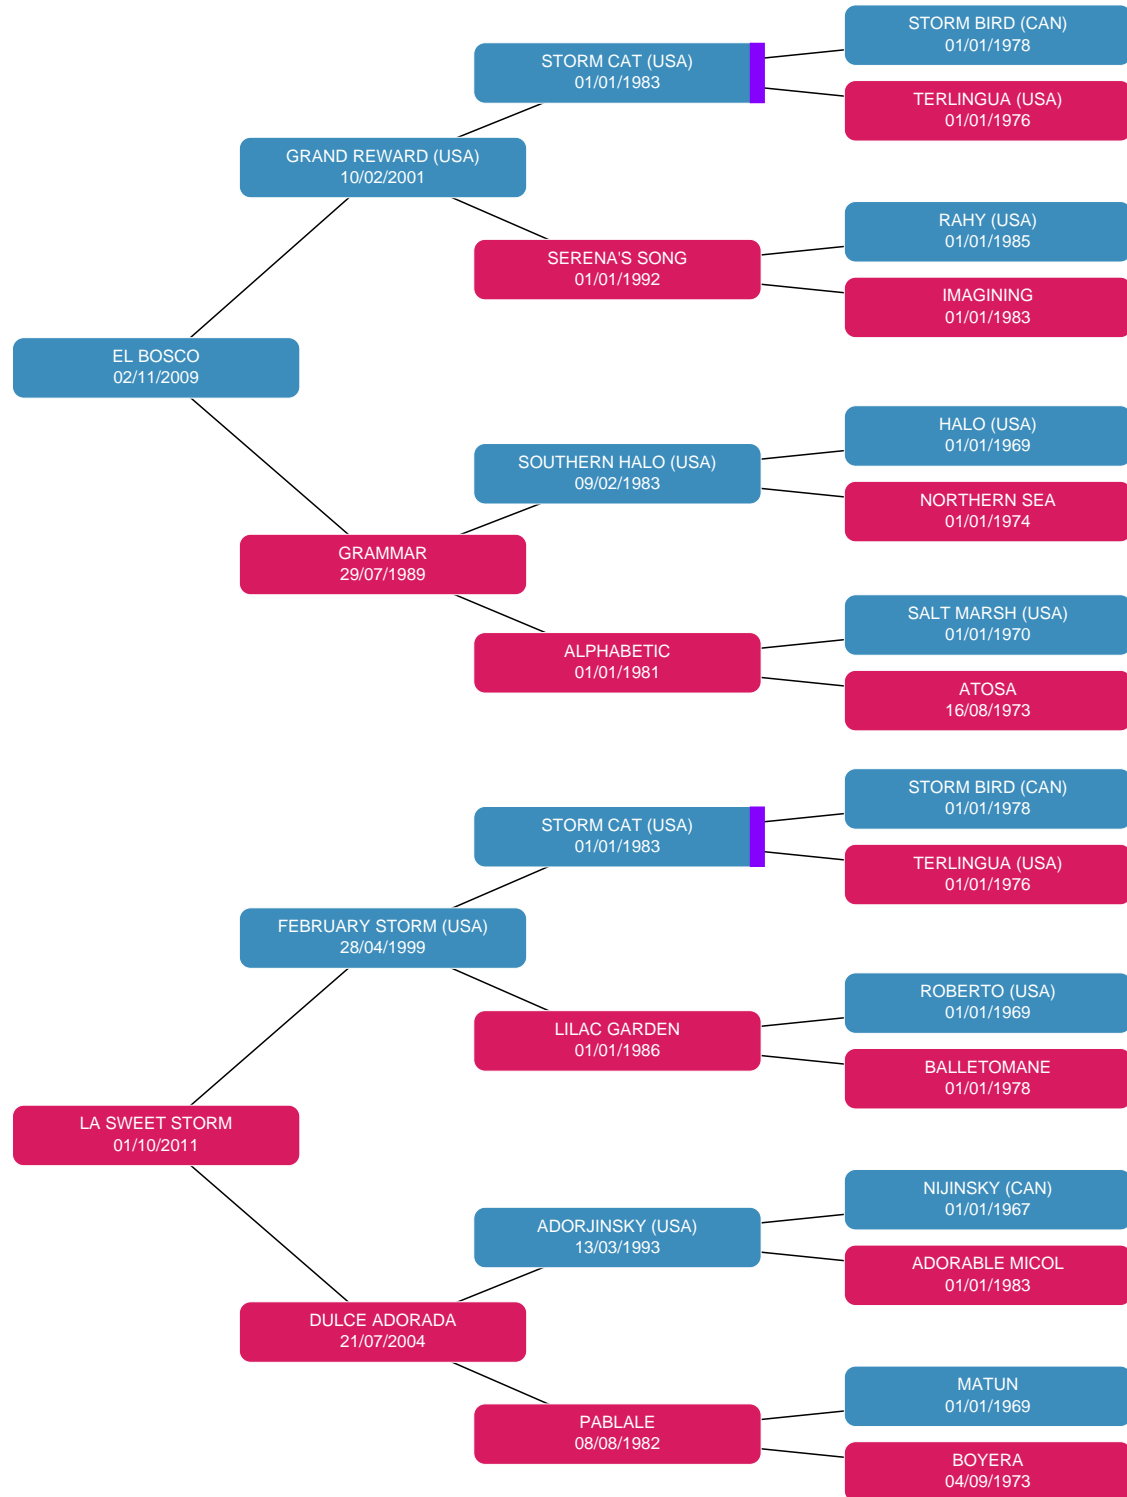 STORM BIRD (CAN)
01/01/1978
STORM CAT (USA)
01/01/1983
TERLINGUA (USA)
01/01/1976
GRAND REWARD (USA)
10/02/2001
RAHY (USA)
01/01/1985
SERENA'S SONG
01/01/1992
IMAGINING
01/01/1983
EL BOSCO
02/11/2009
HALO (USA)
01/01/1969
SOUTHERN HALO (USA)
09/02/1983
NORTHERN SEA
01/01/1974
GRAMMAR
29/07/1989
SALT MARSH (USA)
01/01/1970
ALPHABETIC
01/01/1981
ATOSA
16/08/1973
STORM BIRD (CAN)
01/01/1978
STORM CAT (USA)
01/01/1983
TERLINGUA (USA)
01/01/1976
FEBRUARY STORM (USA)
28/04/1999
ROBERTO (USA)
01/01/1969
LILAC GARDEN
01/01/1986
BALLETOMANE
01/01/1978
LA SWEET STORM
01/10/2011
NIJINSKY (CAN)
01/01/1967
ADORJINSKY (USA)
13/03/1993
ADORABLE MICOL
01/01/1983
DULCE ADORADA
21/07/2004
MATUN
01/01/1969
PABLALE
08/08/1982
BOYERA
04/09/1973